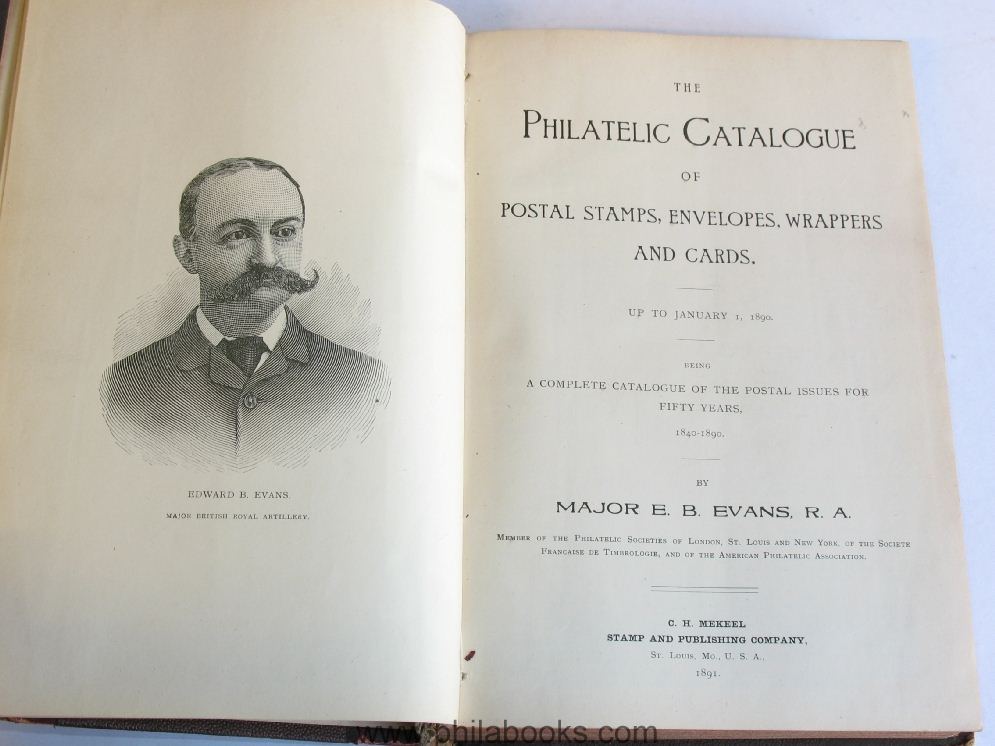 EDWARD B. EVANS.
MAJOR BRITISH ROYAL ARTILLERY.
THE
PHILATELIC CATALOGUE
OF
POSTAL STAMPS, ENVELOPES, WRAPPERS
AND CARDS.
UP TO JANUARY 1, 1890.
BEING
A COMPLETE CATALOGUE OF THE POSTAL ISSUES FOR
FIFTY YEARS,
1840-1890.
BY
MAJOR E. B. EVANS, R. A.
MEMBER OF THE PHILATELIC SOCIETIES OF LONDON, ST. LOUIS AND NEW YORK, OF THE SOCIETE
FRANCAISE DE TIMBROLOGIE, AND OF THE AMERICAN PHILATELIC ASSOCIATION.
C. H. MEKEEL
STAMP AND PUBLISHING COMPANY,
ST. LOUIS, MO., U. S. A.,
1891.
www.philabooks.com